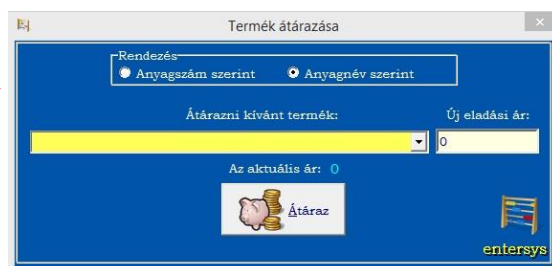 Termék átárazása
Rendezés
Anyagszám szerint Anyagnév szerint
Átárazni kívánt termék: Új eladási ár:
0
Az aktuális ár: 0
Átáraz
entersys